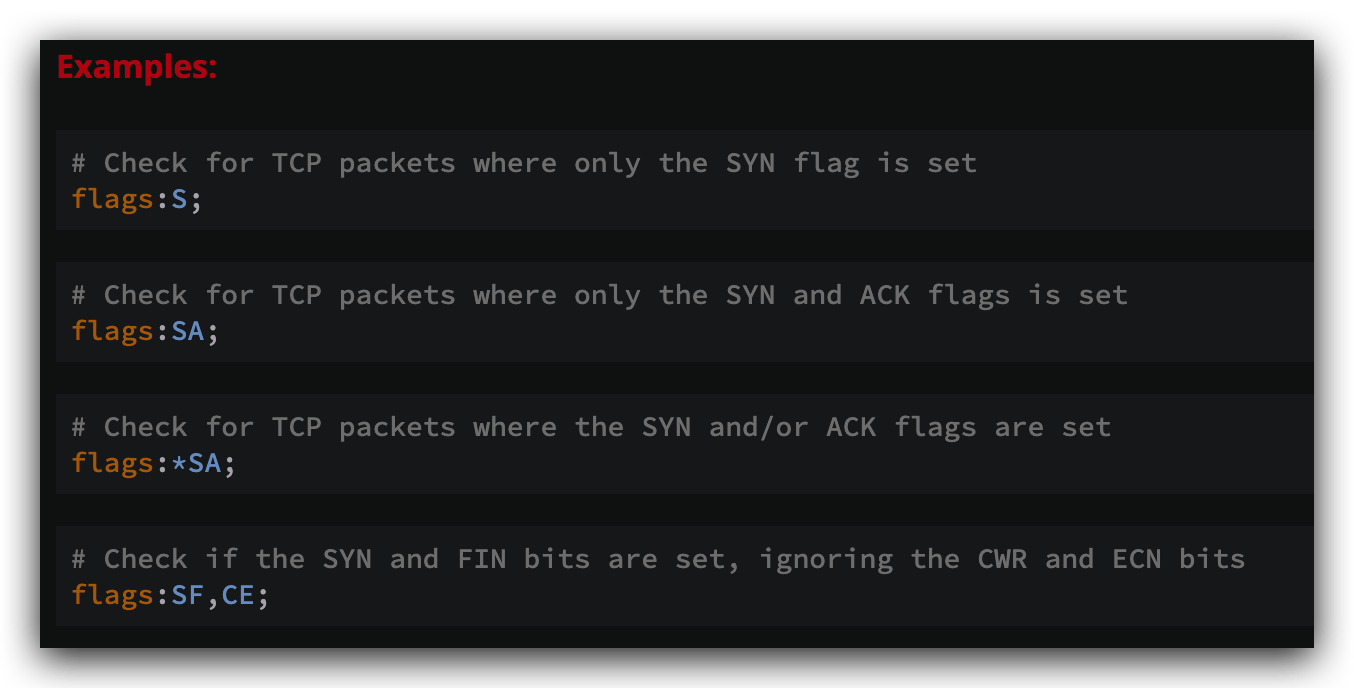 Examples:
# Check for TCP packets where only the SYN flag is set
flags:S;
# Check for TCP packets where only the SYN and ACK flags is set
flags:SA;
# Check for TCP packets where the SYN and/or ACK flags are set
flags:*SA;
# Check if the SYN and FIN bits are set, ignoring the CWR and ECN bits
flags:SF,CE;